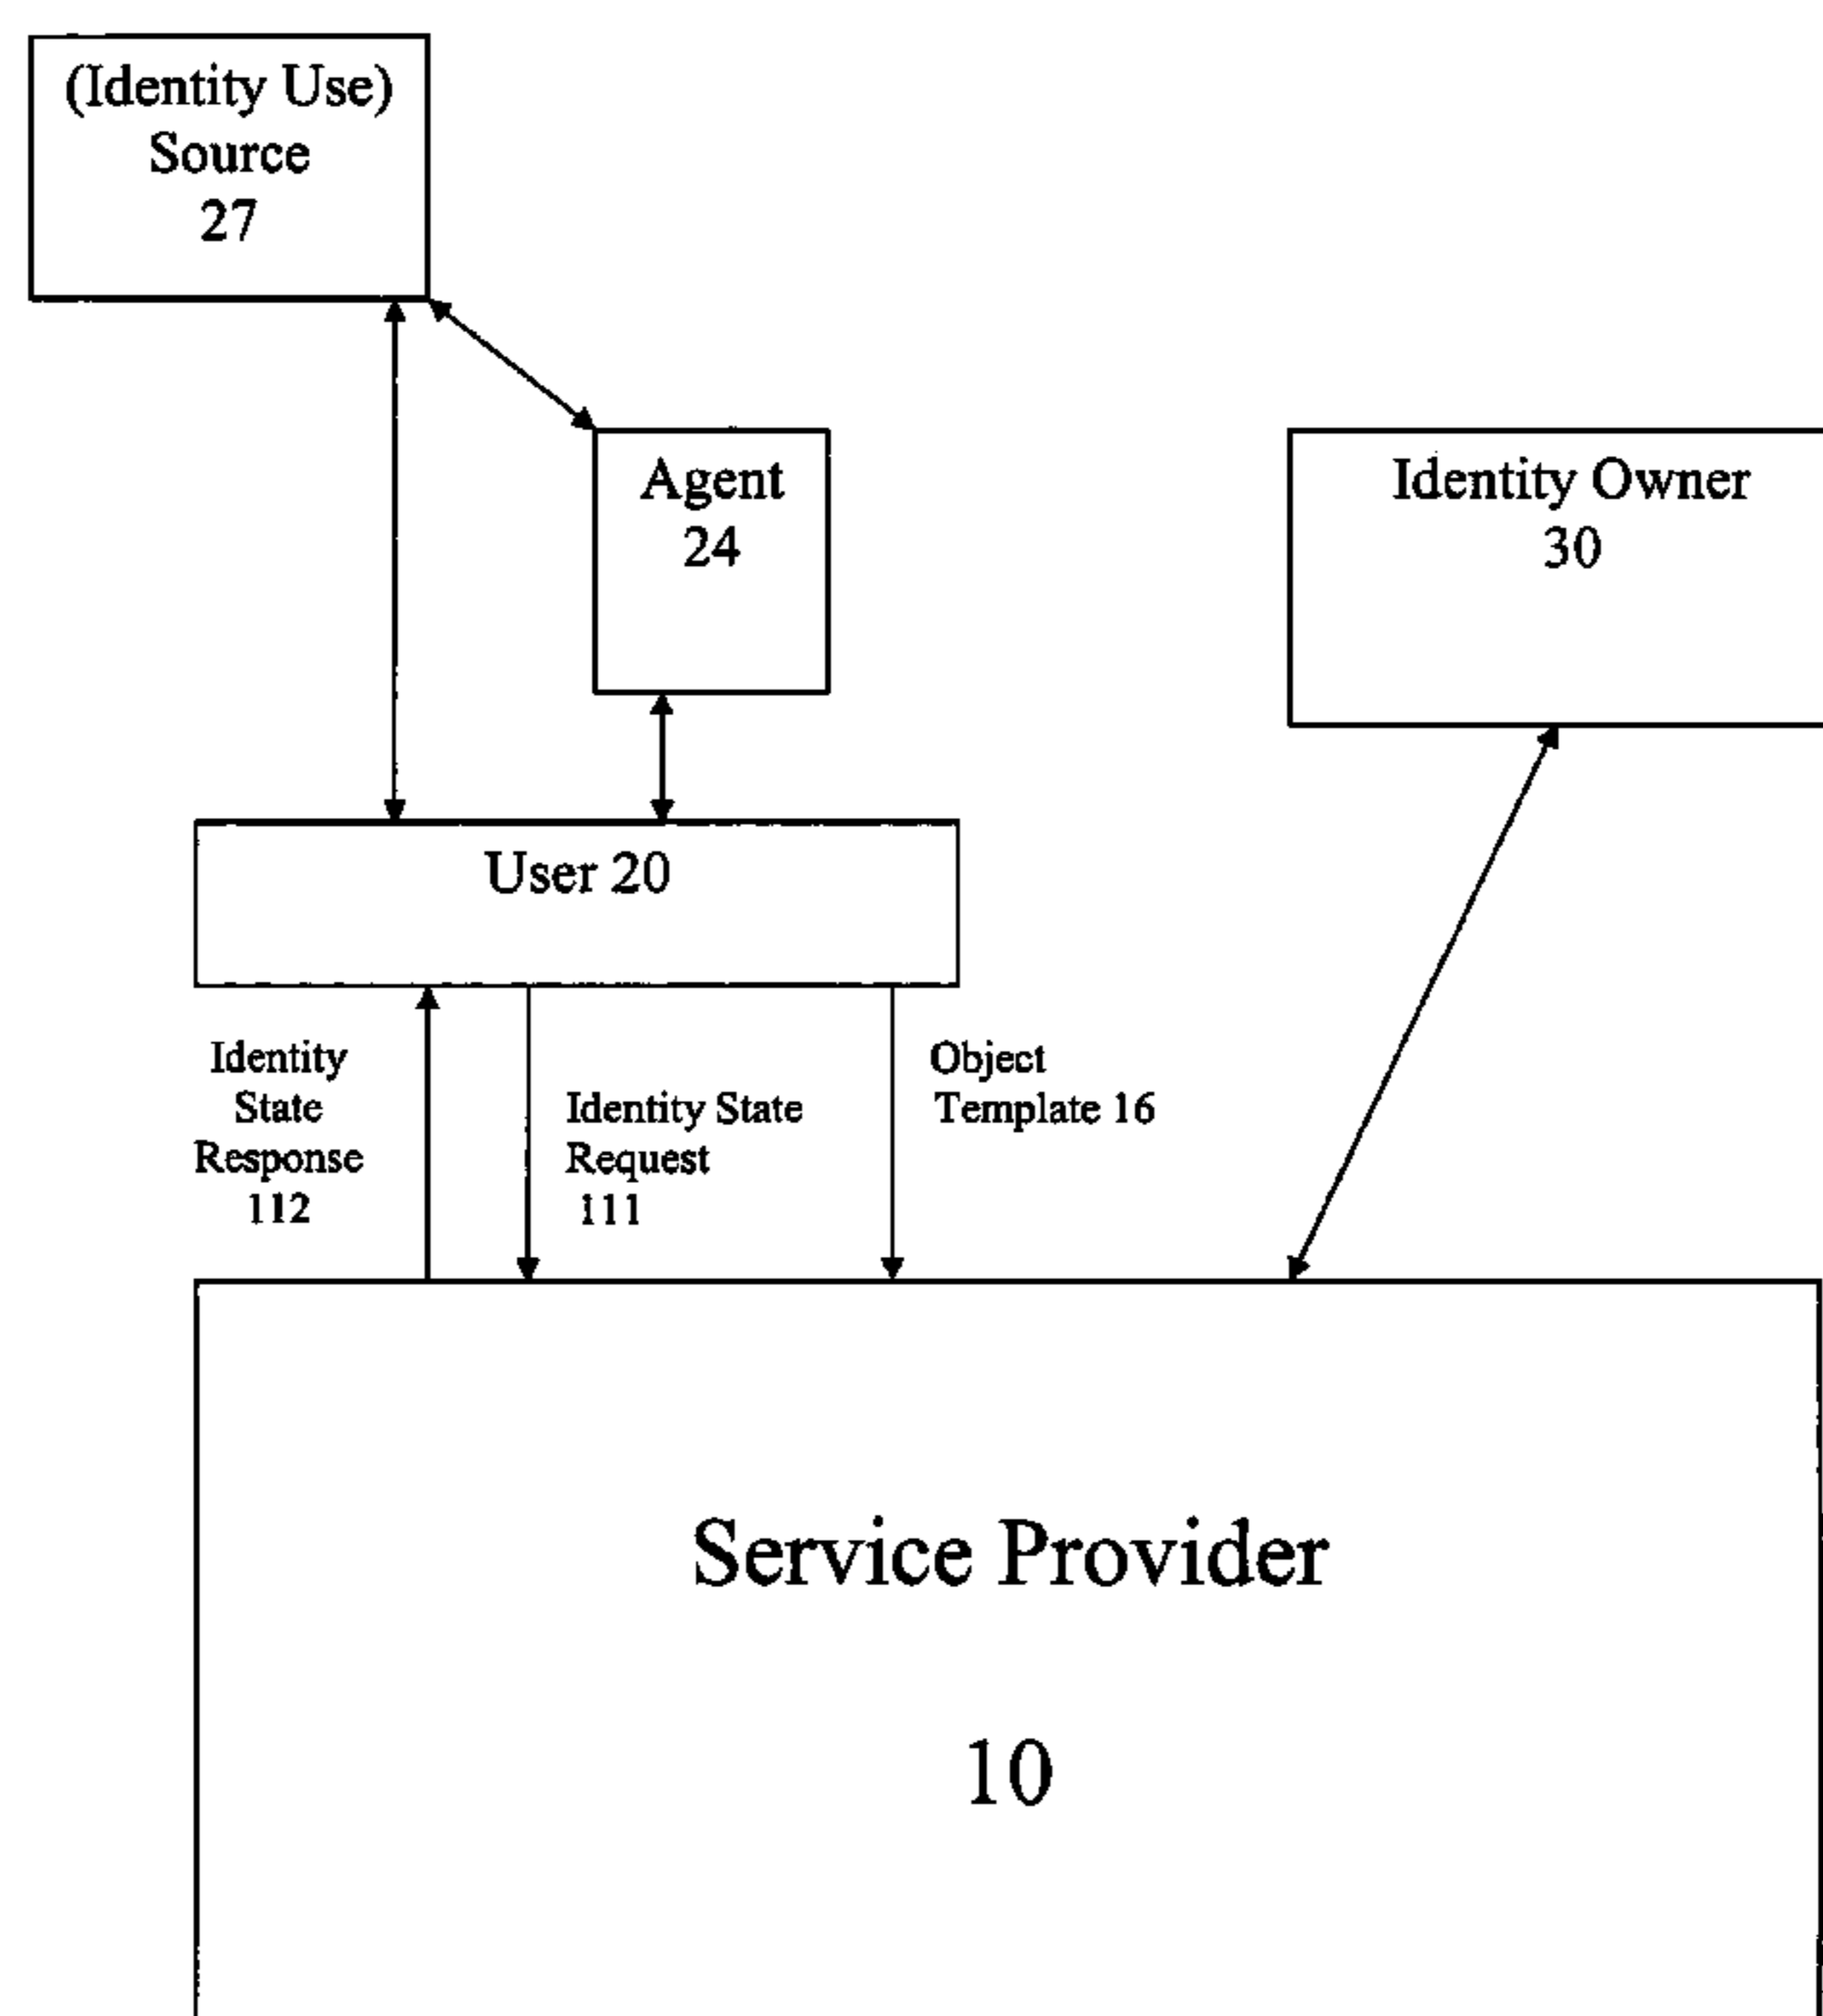 (Identity Use)
Source
27
Agent
24
Identity Owner
30
User 20
Identity
State
Response
112
Identity State
Request
111
Object
Template 16
Service Provider
10